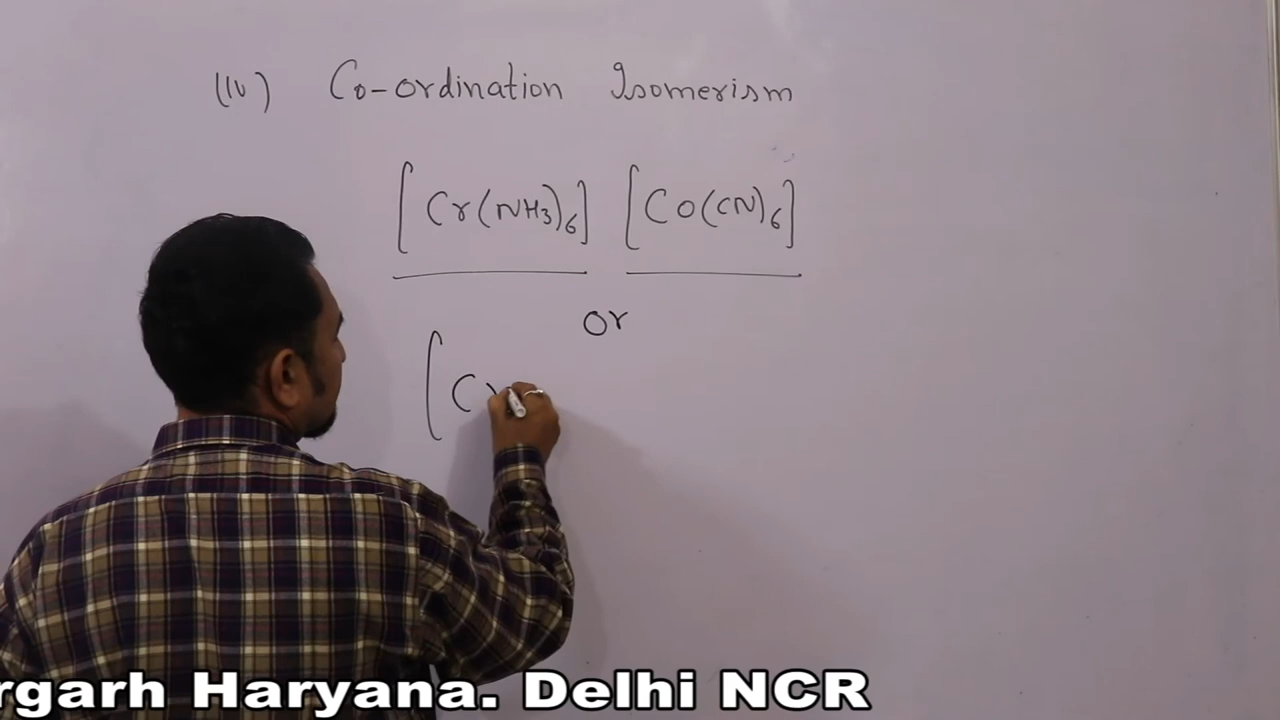 (IV) Co-ordination Isomerism
[Cr(NH3)6] [Co(CN)6]
or
[C
rgarh Haryana. Delhi NCR